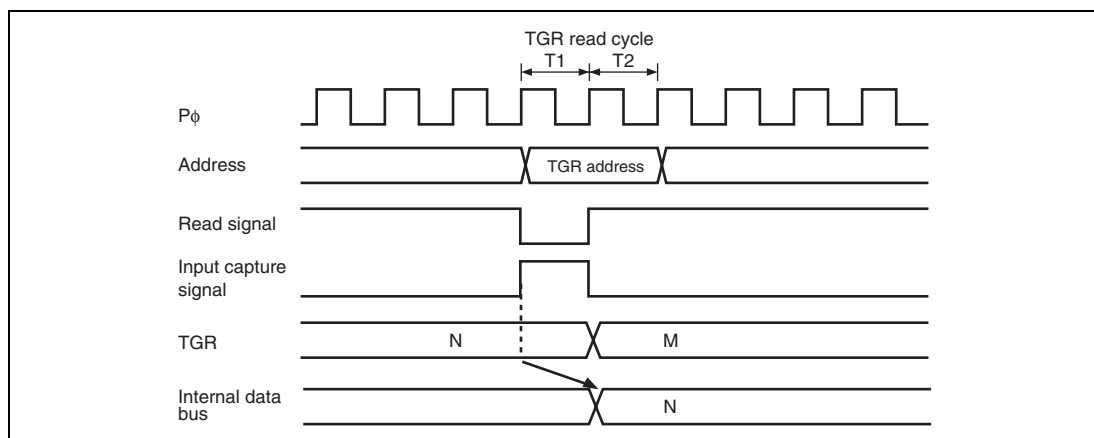 TGR read cycle
T1 T2
Pϕ
Address
TGR address
Read signal
Input capture
signal
TGR
N M
Internal data
bus
N